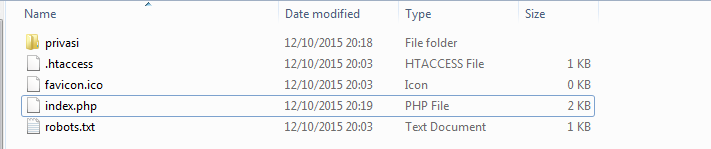 Name Date modified Type Size
privasi 12/10/2015 20:18 File folder
.htaccess 12/10/2015 20:03 HTACCESS File 1 KB
favicon.ico 12/10/2015 20:03 Icon 0 KB
index.php 12/10/2015 20:19 PHP File 2 KB
robots.txt 12/10/2015 20:03 Text Document 1 KB